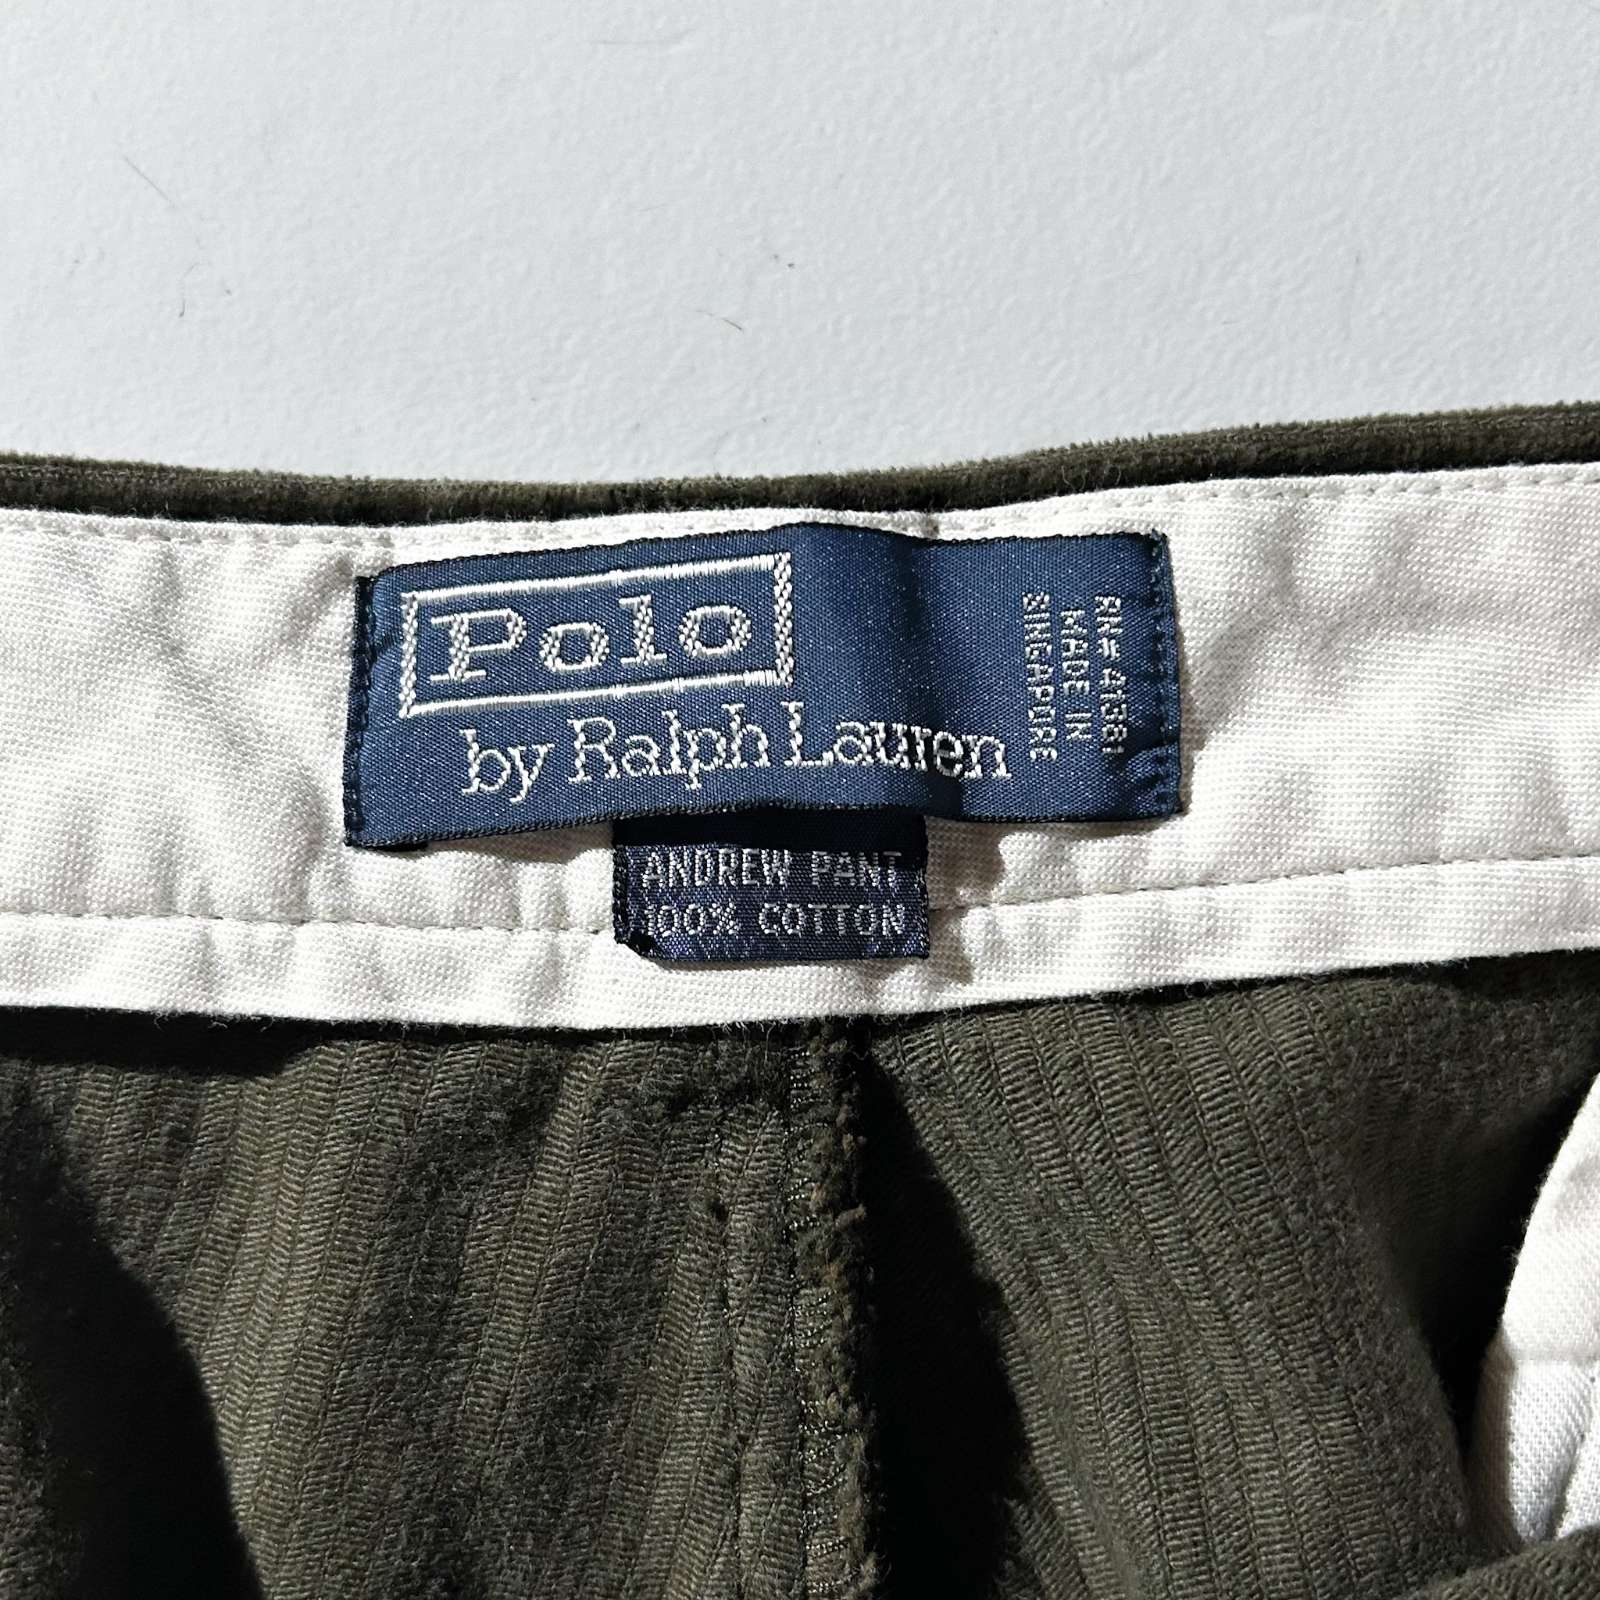 Polo
by Ralph Lauren
RN=41381
MADE IN
SINGAPORE
ANDREW PANT
100% COTTON